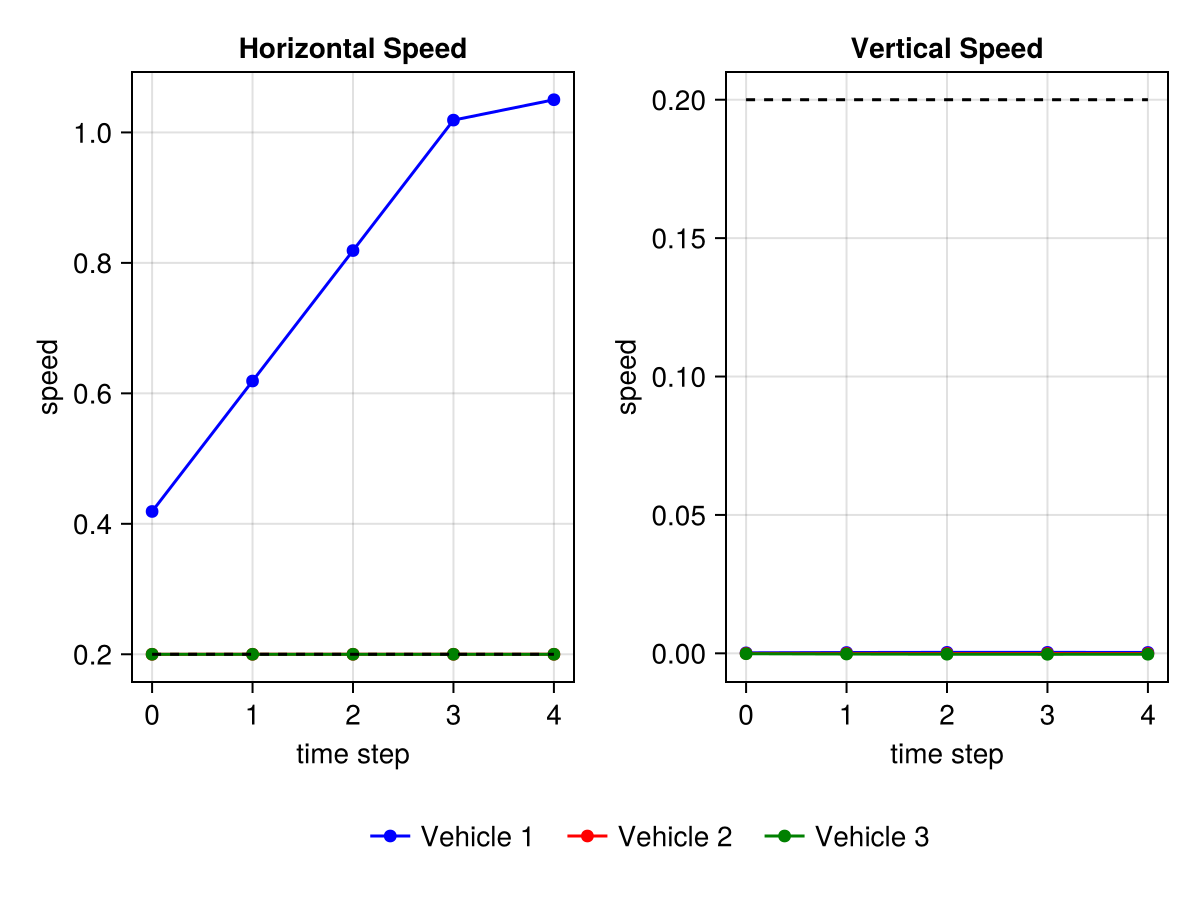 Horizontal Speed
speed
1.0
0.8
0.6
0.4
0.2
0 1 2 3 4
time step
Vertical Speed
speed
0.20
0.15
0.10
0.05
0.00
0 1 2 3 4
time step
Vehicle 1 Vehicle 2 Vehicle 3